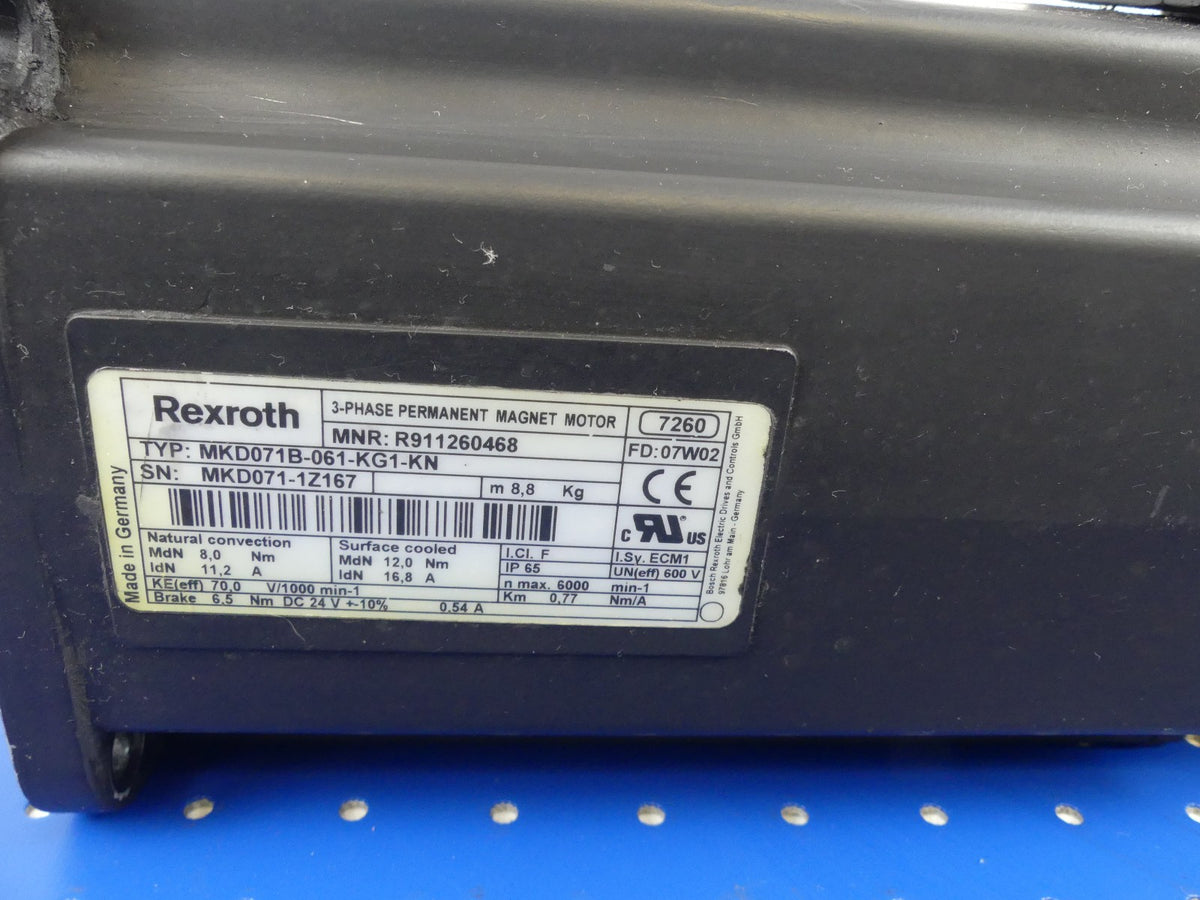 Rexroth
3-PHASE PERMANENT MAGNET MOTOR
7260
MNR: R911260468
FD: 07W02
TYP: MKD071B-061-KG1-KN
SN: MKD071-1Z167
m 8,8 Kg
CE
C RU US
Natural convection
MdN 8,0 Nm
IdN 11,2 A
Surface cooled
MdN 12,0 Nm
IdN 16,8 A
I.Cl. F
I.Sy. ECM1
IP 65
UN(eff) 600 V
KE(eff) 70,0 V/1000 min-1
n max. 6000 min-1
Brake 6,5 Nm DC 24 V +-10% 0.54 A
Km 0,77 Nm/A
Made in Germany
Bosch Rexroth Electric Drives and Controls GmbH
97816 Lohr am Main - Germany